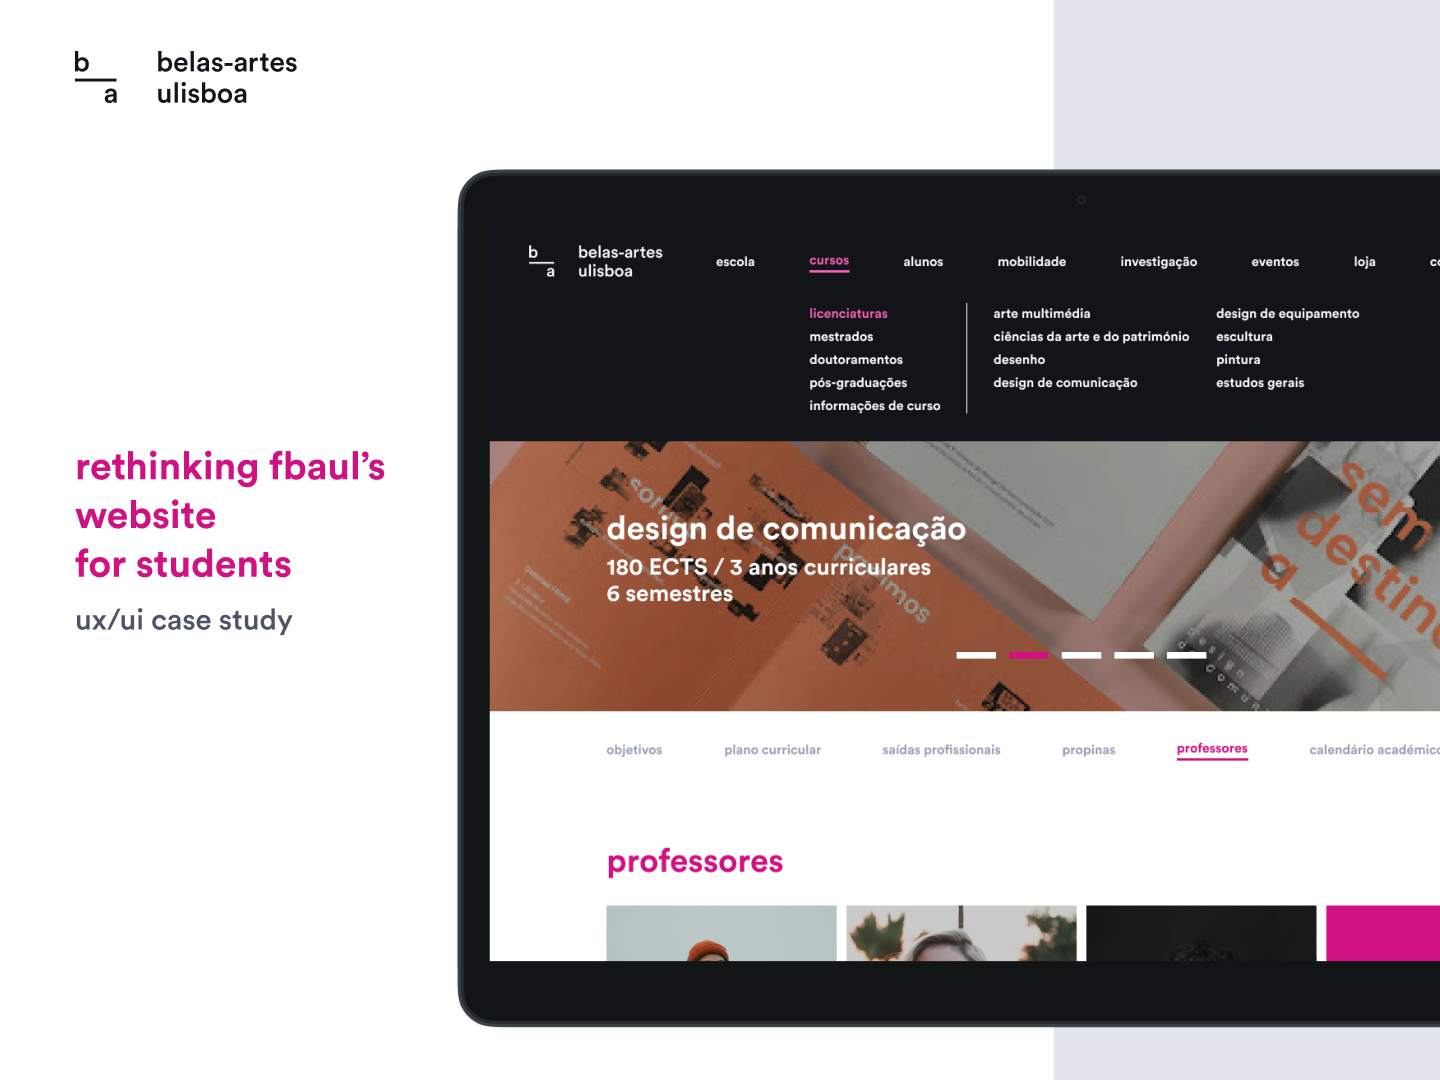 b
a
belas-artes
ulisboa
rethinking fbaul's
website
for students
ux/ui case study
b
a
belas-artes
ulisboa
escola
cursos
alunos
mobilidade
investigação
eventos
loja
licenciaturas
mestrados
doutoramentos
pós-graduações
informações de curso
arte multimédia
ciências da arte e do património
desenho
design de comunicação
design de equipamento
escultura
pintura
estudos gerais
design de comunicação
180 ECTS / 3 anos curriculares
6 semestres
sem
destino
a
objetivos
plano curricular
saídas profissionais
propinas
professores
calendário académico
professores